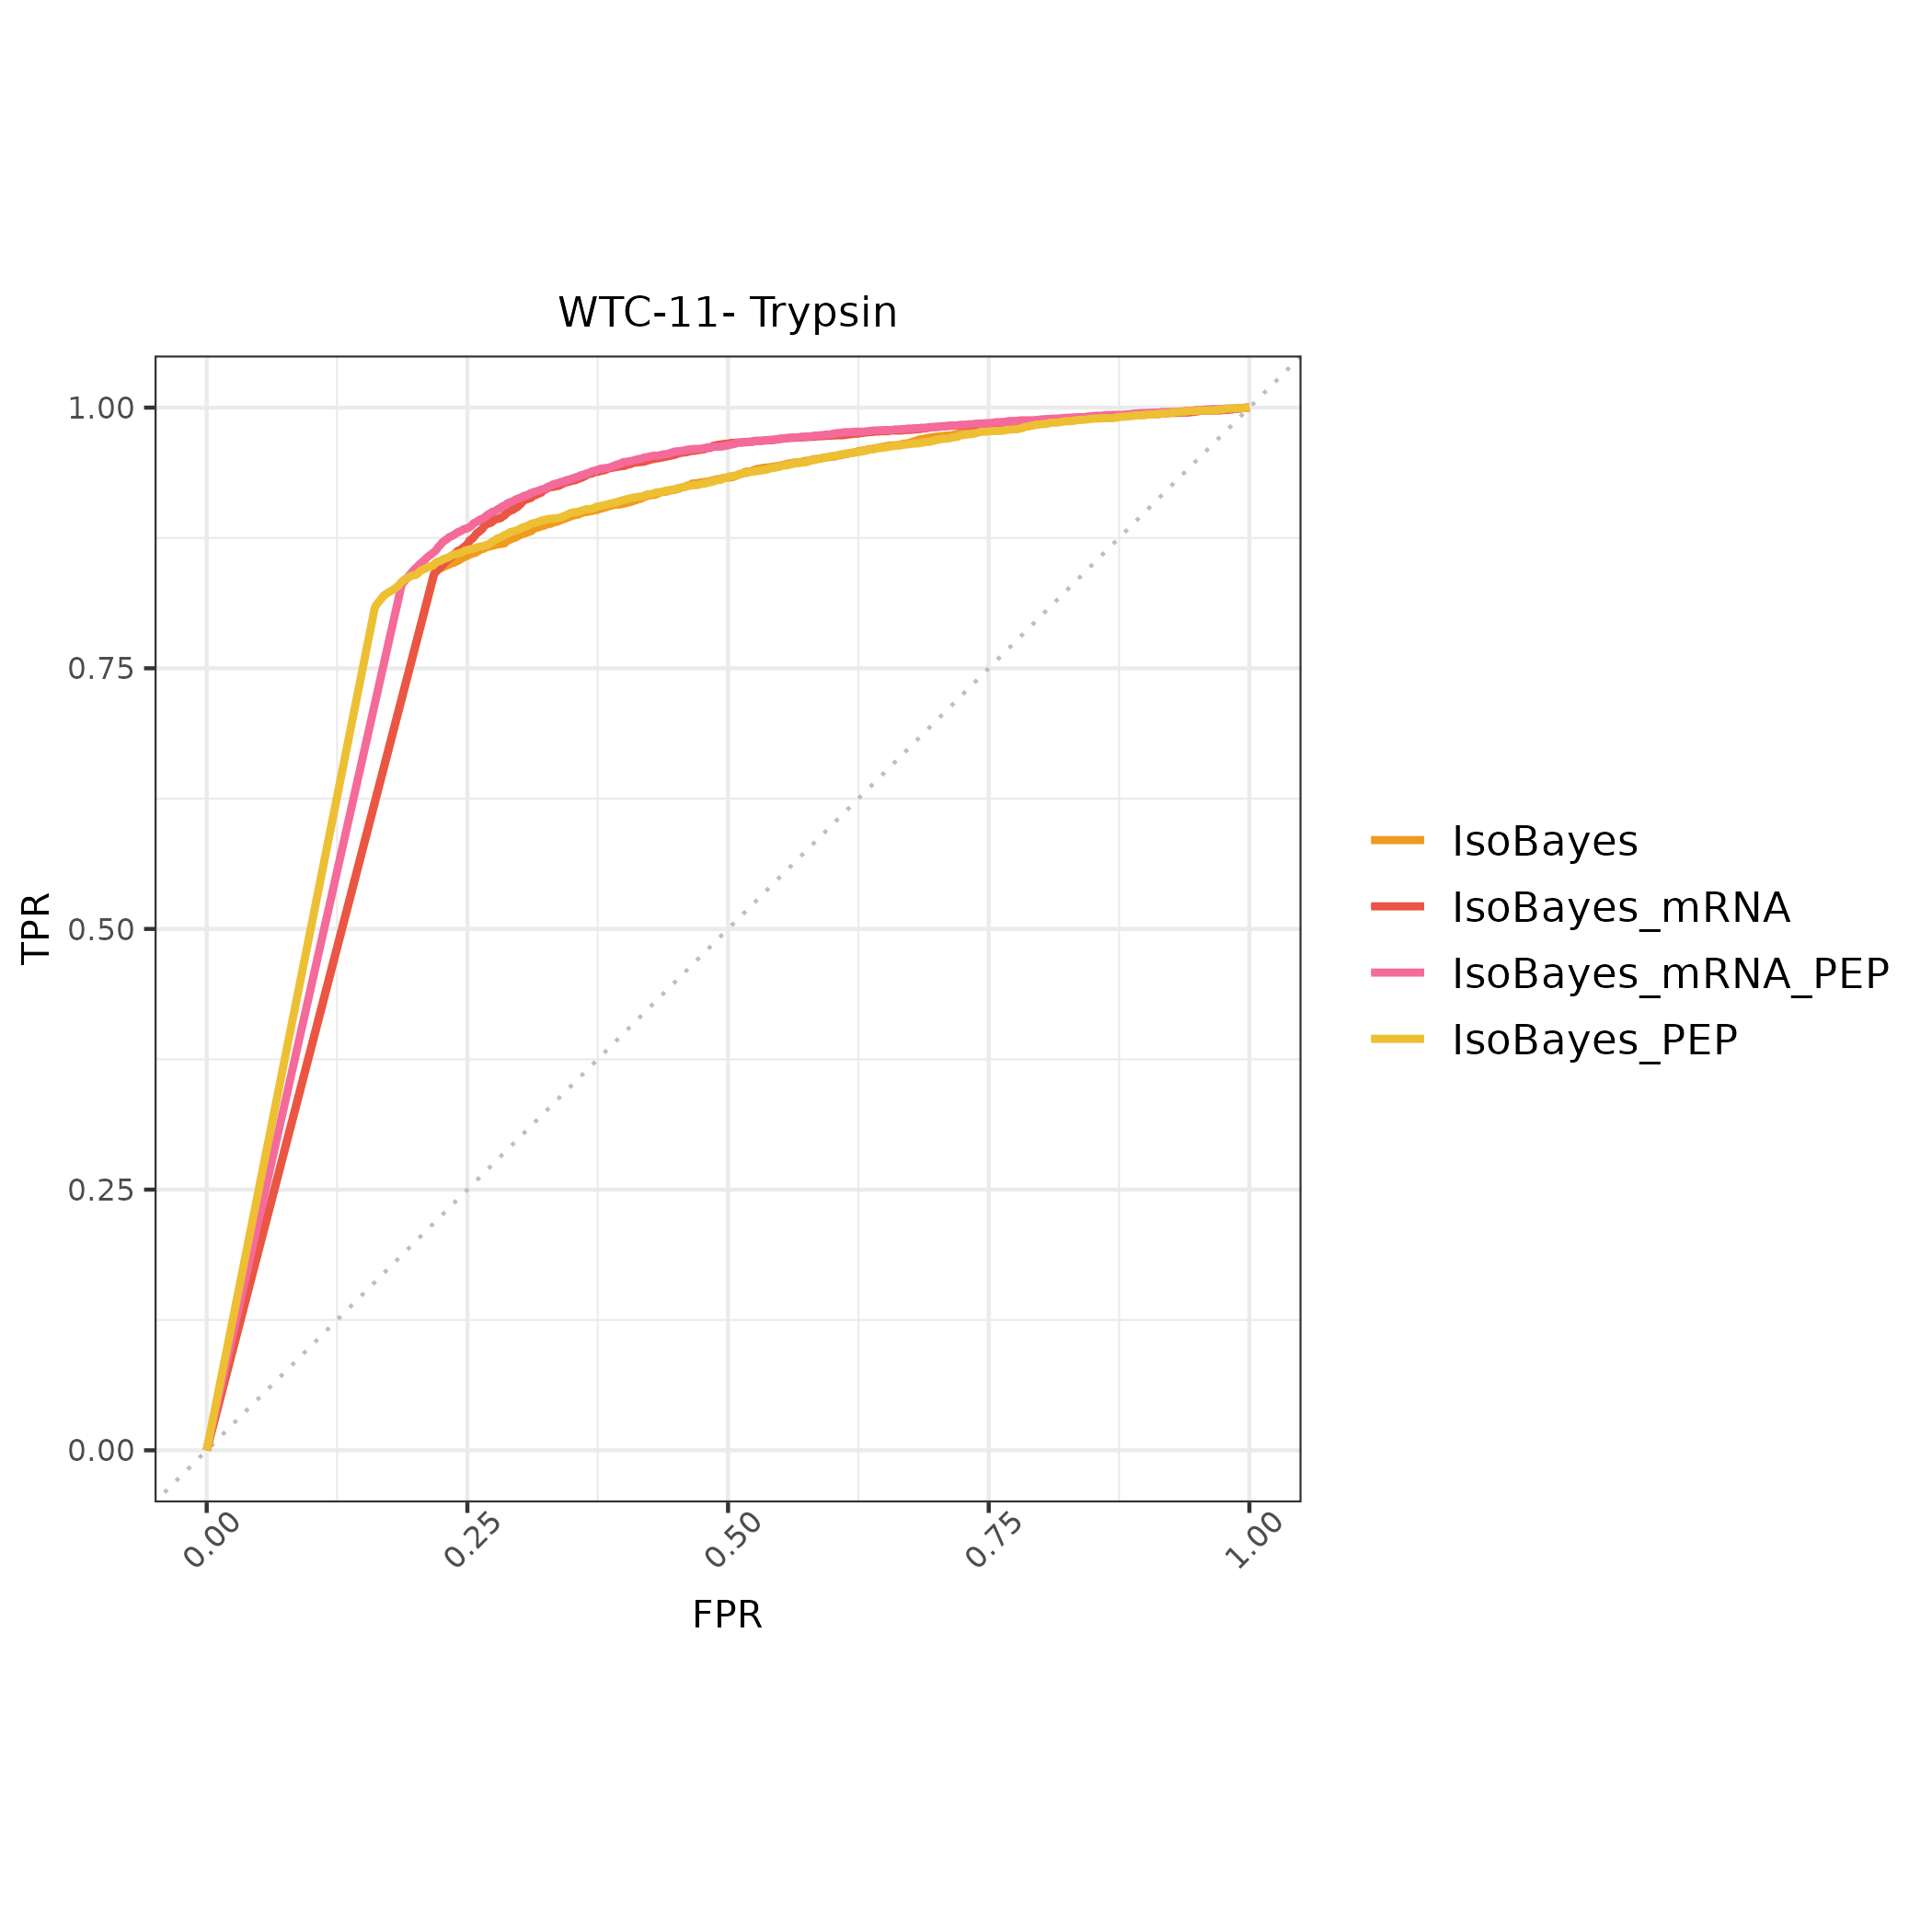 WTC-11- Trypsin
1.00
0.75
0.50
0.25
0.00
TPR
0.00
0.25
0.50
0.75
1.00
FPR
IsoBayes
IsoBayes_mRNA
IsoBayes_mRNA_PEP
IsoBayes_PEP